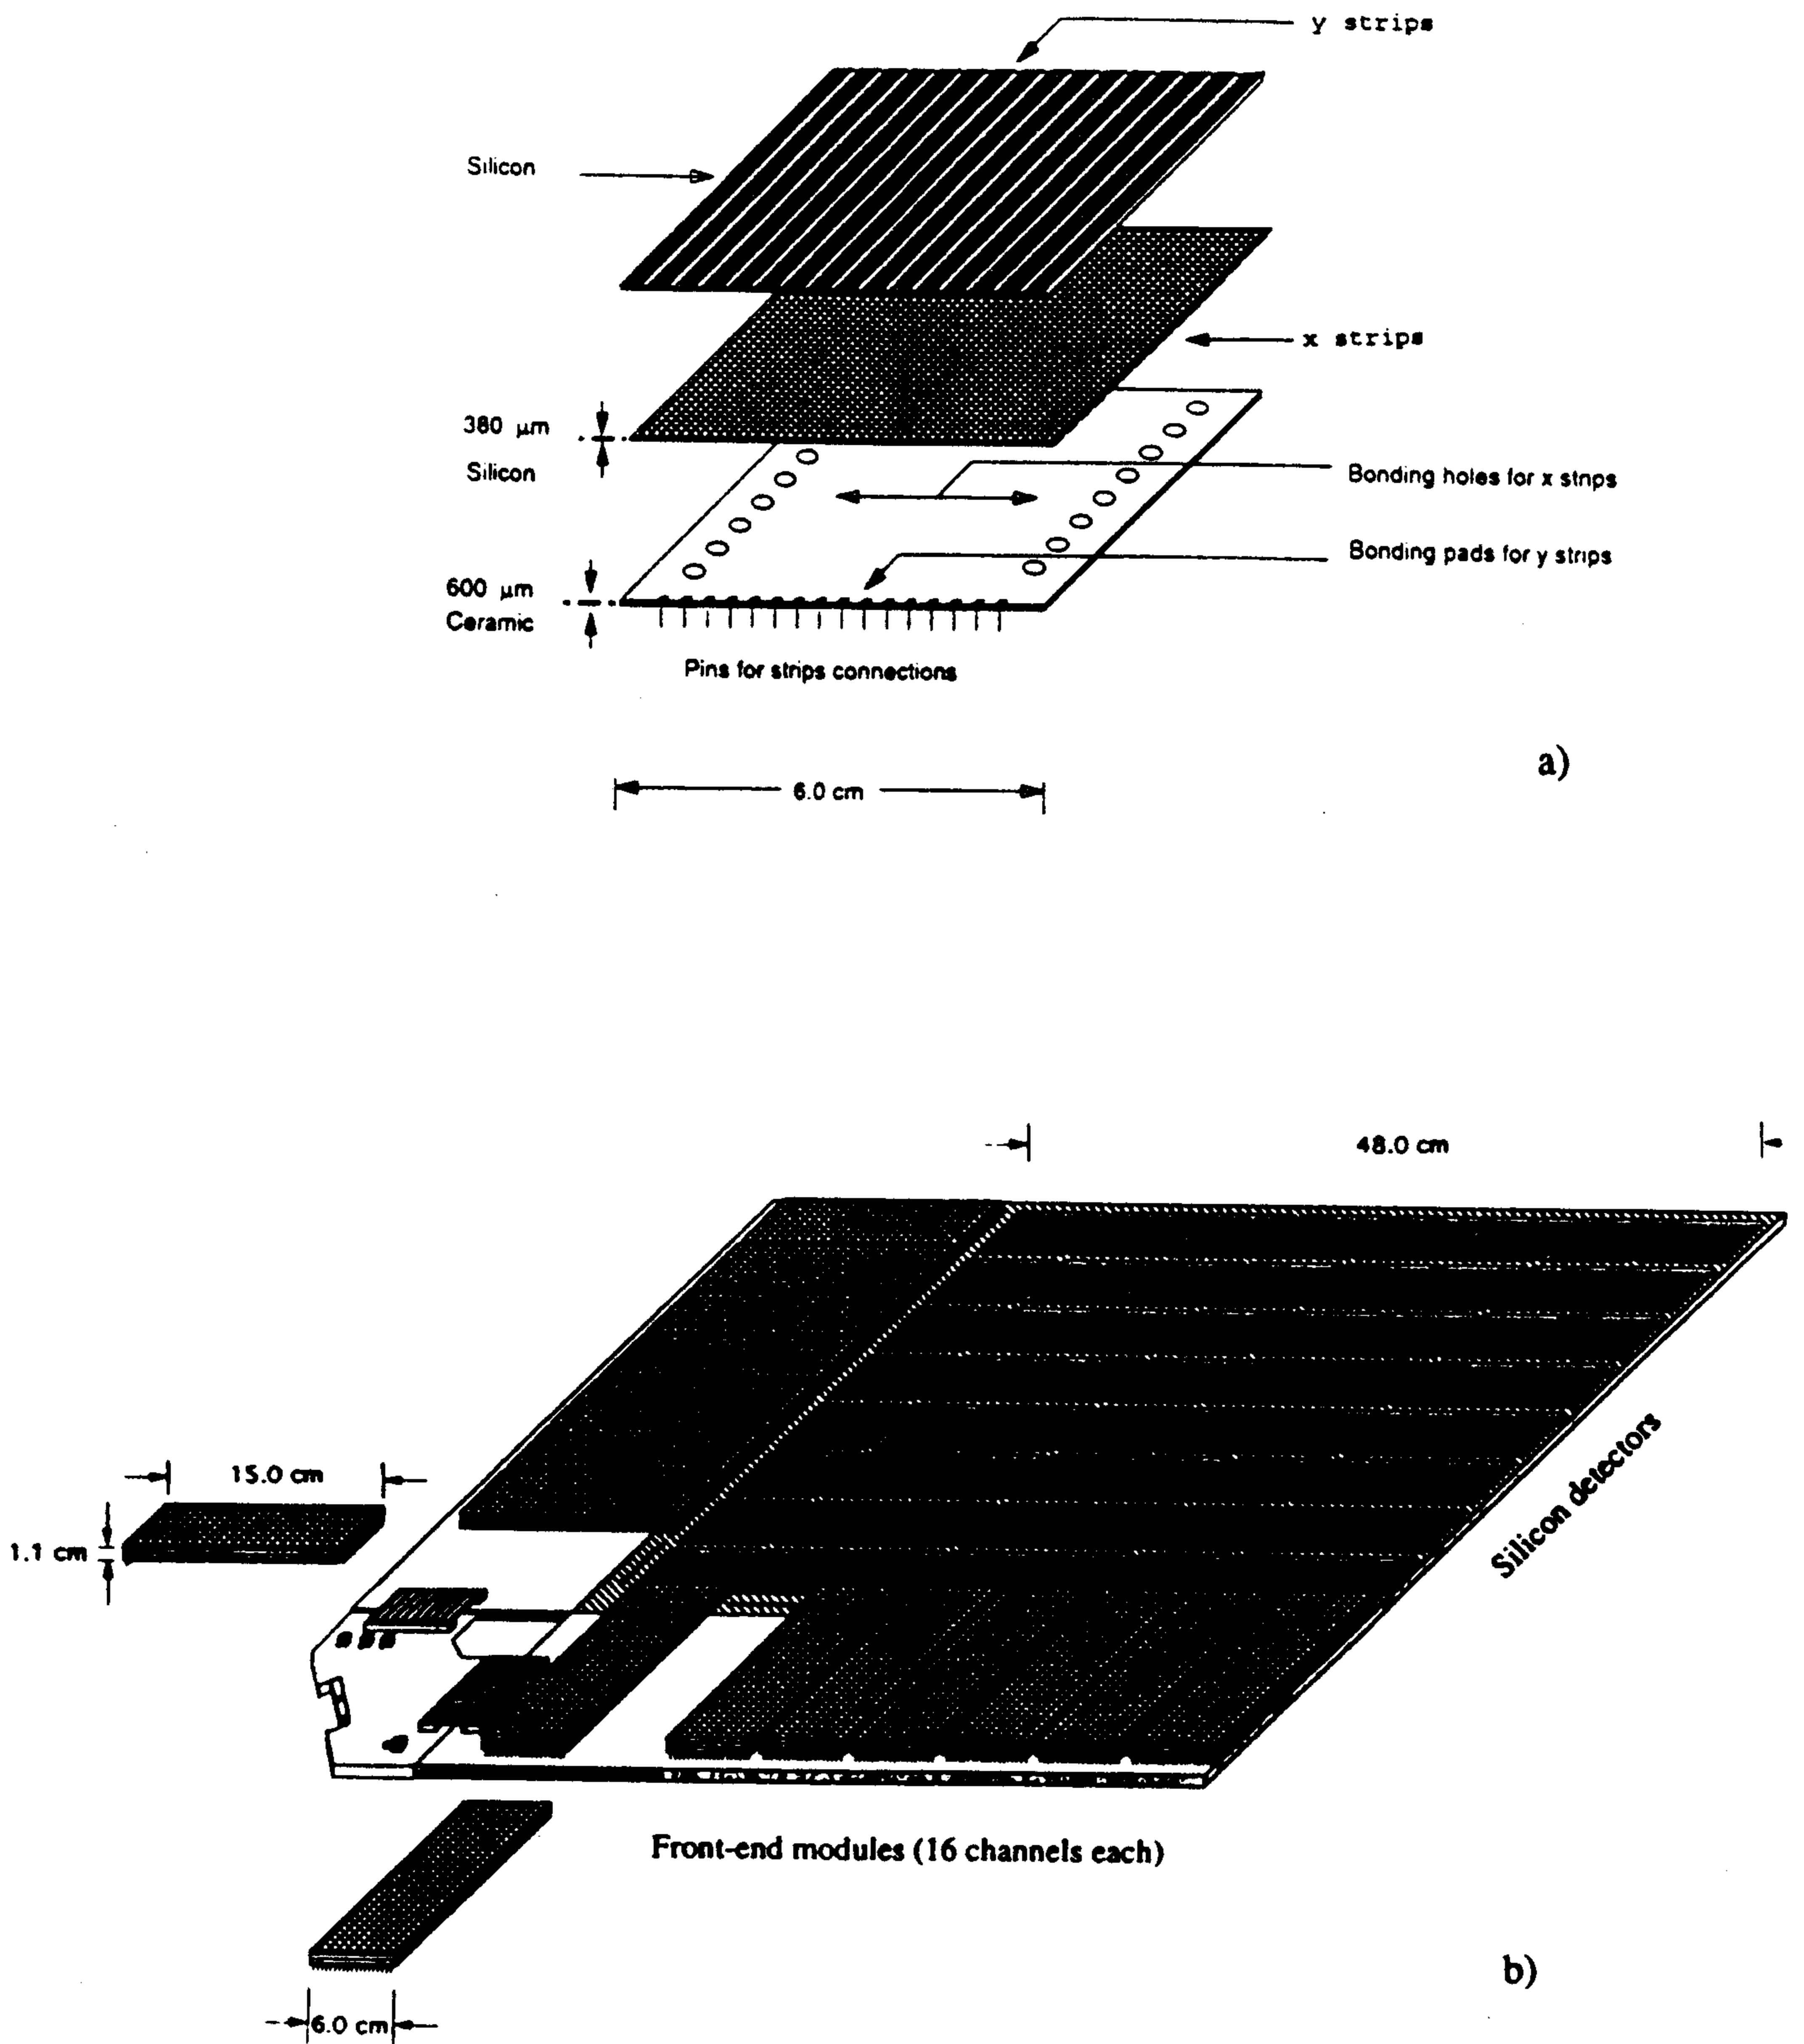 y strips
Silicon
x strips
380 μm
Silicon
Bonding holes for x strips
Bonding pads for y strips
600 μm
Ceramic
Pins for strips connections
a)
6.0 cm
48.0 cm
15.0 cm
1.1 cm
Silicon detectors
Front-end modules (16 channels each)
b)
6.0 cm